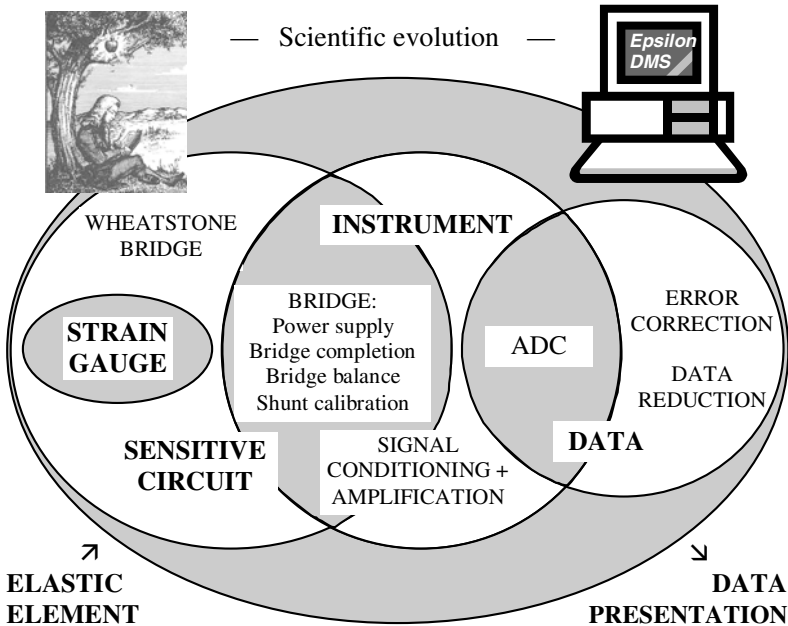 — Scientific evolution —
Epsilon
DMS
WHEATSTONE
BRIDGE
INSTRUMENT
STRAIN
GAUGE
BRIDGE:
Power supply
Bridge completion
Bridge balance
Shunt calibration
ADC
ERROR
CORRECTION
DATA
REDUCTION
SENSITIVE
CIRCUIT
SIGNAL
CONDITIONING +
AMPLIFICATION
DATA
↗
ELASTIC
ELEMENT
↘
DATA
PRESENTATION